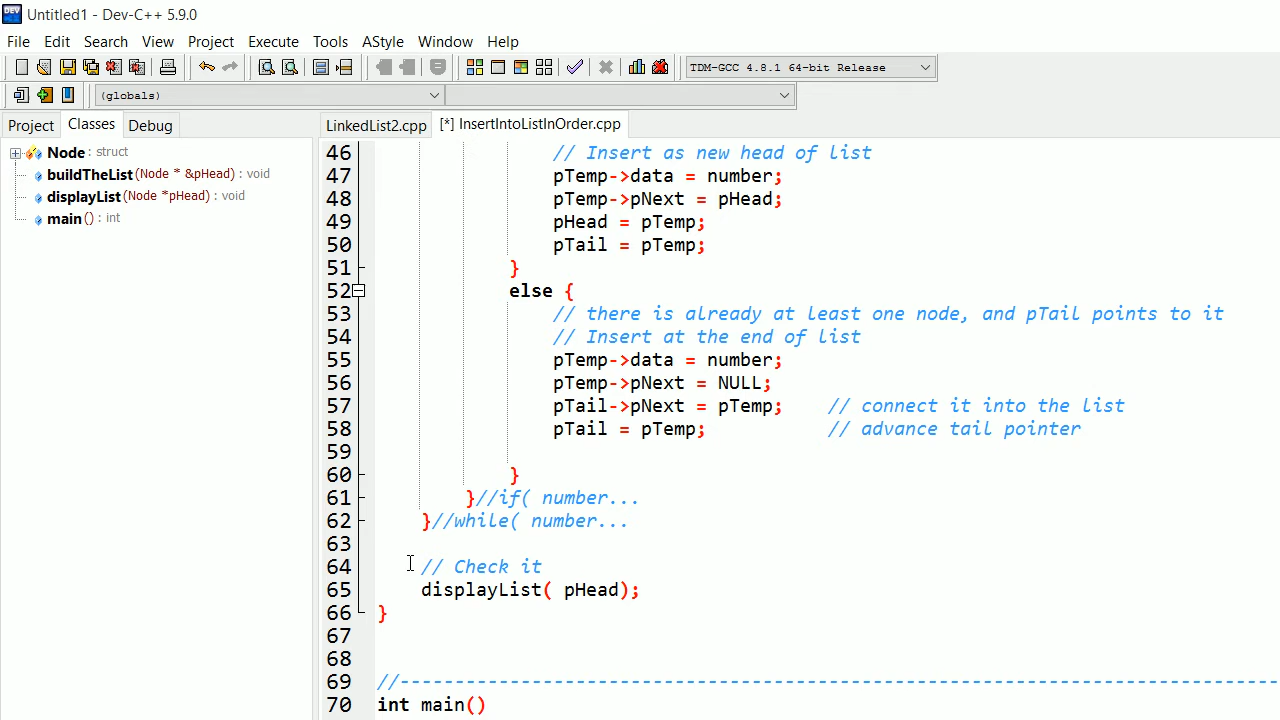 Untitled1 - Dev-C++ 5.9.0
File Edit Search View Project Execute Tools AStyle Window Help
TDM-GCC 4.8.1 64-bit Release
(globals)
Project Classes Debug
LinkedList2.cpp [*] InsertIntoListInOrder.cpp
Node : struct
buildTheList (Node * &pHead) : void
displayList (Node *pHead) : void
main () : int
46 // Insert as new head of list
47 pTemp->data = number;
48 pTemp->pNext = pHead;
49 pHead = pTemp;
50 pTail = pTemp;
51 }
52 else {
53 // there is already at least one node, and pTail points to it
54 // Insert at the end of list
55 pTemp->data = number;
56 pTemp->pNext = NULL;
57 pTail->pNext = pTemp; // connect it into the list
58 pTail = pTemp; // advance tail pointer
59
60 }
61 }//if( number...
62 }//while( number...
63
64 // Check it
65 displayList( pHead);
66 }
67
68
69 //--------------------------------------------------------------------------------
70 int main()